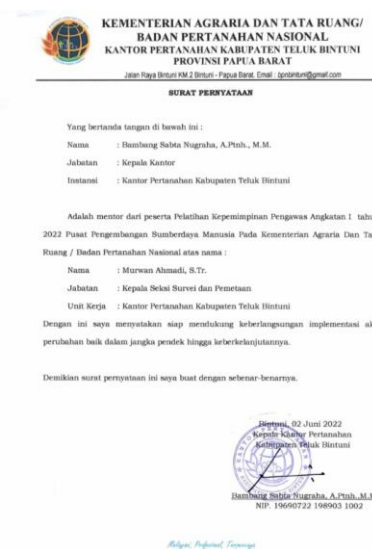 KEMENTERIAN AGRARIA DAN TATA RUANG/
BADAN PERTANAHAN NASIONAL
KANTOR PERTANAHAN KABUPATEN TELUK BINTUNI
PROVINSI PAPUA BARAT
Jalan Raya Bintuni KM.2 Bintuni - Papua Barat. Email : bpnbintuni@gmail.com
SURAT PERNYATAAN
Yang bertanda tangan di bawah ini :
Nama : Bambang Sabta Nugraha, A.Ptnh., M.M.
Jabatan : Kepala Kantor
Instansi : Kantor Pertanahan Kabupaten Teluk Bintuni
Adalah mentor dari peserta Pelatihan Kepemimpinan Pengawas Angkatan I tahu
2022 Pusat Pengembangan Sumberdaya Manusia Pada Kementerian Agraria Dan Ta
Ruang / Badan Pertanahan Nasional atas nama :
Nama : Murwan Ahmadi, S.Tr.
Jabatan : Kepala Seksi Survei dan Pemetaan
Unit Kerja : Kantor Pertanahan Kabupaten Teluk Bintuni
Dengan ini saya menyatakan siap mendukung keberlangsungan implementasi ak
perubahan baik dalam jangka pendek hingga keberkelanjutannya.
Demikian surat pernyataan ini saya buat dengan sebenar-benarnya.
Bintuni, 02 Juni 2022
Kepala Kantor Pertanahan
Kabupaten Teluk Bintuni
Bambang Sabta Nugraha, A.Ptnh.,M.M
NIP. 19690722 198903 1002
Melayani, Profesional, Terpercaya